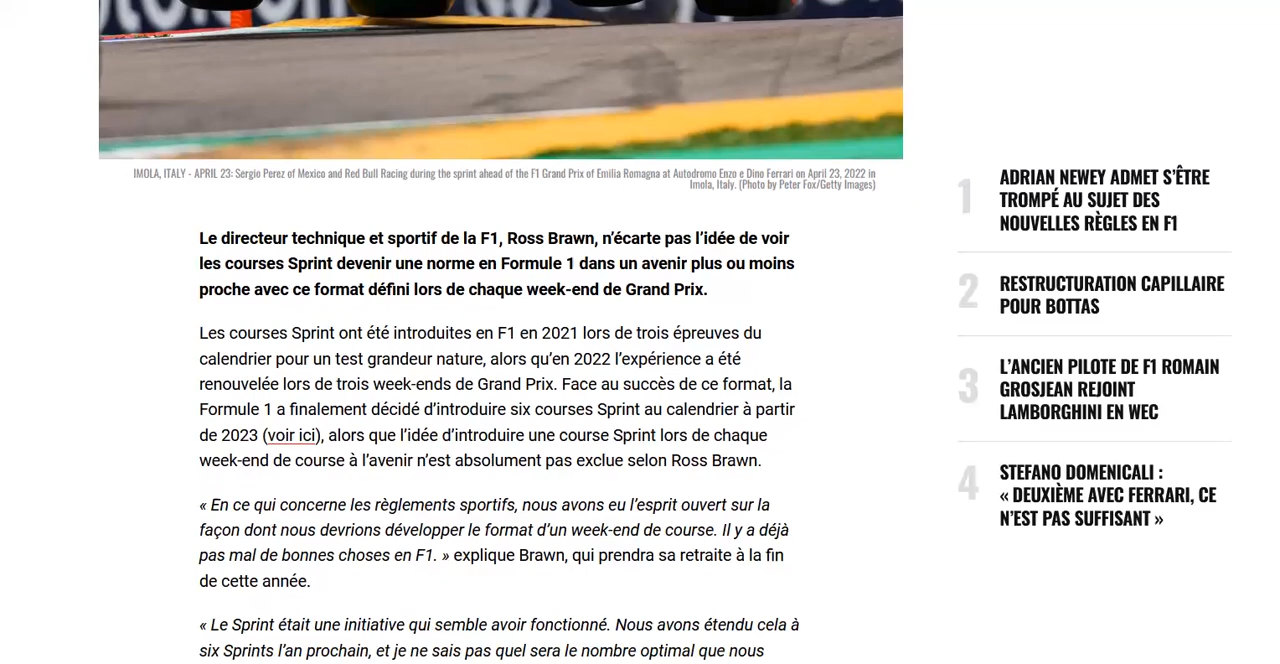 IMOLA, ITALY - APRIL 23: Sergio Perez of Mexico and Red Bull Racing during the sprint ahead of the F1 Grand Prix of Emilia Romagna at Autodromo Enzo e Dino Ferrari on April 23, 2022 in
Imola, Italy. (Photo by Peter Fox/Getty Images)
Le directeur technique et sportif de la F1, Ross Brawn, n’écarte pas l’idée de voir
les courses Sprint devenir une norme en Formule 1 dans un avenir plus ou moins
proche avec ce format défini lors de chaque week-end de Grand Prix.
Les courses Sprint ont été introduites en F1 en 2021 lors de trois épreuves du
calendrier pour un test grandeur nature, alors qu’en 2022 l’expérience a été
renouvelée lors de trois week-ends de Grand Prix. Face au succès de ce format, la
Formule 1 a finalement décidé d’introduire six courses Sprint au calendrier à partir
de 2023 (voir ici), alors que l’idée d’introduire une course Sprint lors de chaque
week-end de course à l’avenir n’est absolument pas exclue selon Ross Brawn.
« En ce qui concerne les règlements sportifs, nous avons eu l’esprit ouvert sur la
façon dont nous devrions développer le format d’un week-end de course. Il y a déjà
pas mal de bonnes choses en F1. » explique Brawn, qui prendra sa retraite à la fin
de cette année.
« Le Sprint était une initiative qui semble avoir fonctionné. Nous avons étendu cela à
six Sprints l’an prochain, et je ne sais pas quel sera le nombre optimal que nous
1
ADRIAN NEWEY ADMET S’ÊTRE
TROMPÉ AU SUJET DES
NOUVELLES RÈGLES EN F1
2
RESTRUCTURATION CAPILLAIRE
POUR BOTTAS
3
L’ANCIEN PILOTE DE F1 ROMAIN
GROSJEAN REJOINT
LAMBORGHINI EN WEC
4
STEFANO DOMENICALI :
« DEUXIÈME AVEC FERRARI, CE
N’EST PAS SUFFISANT »